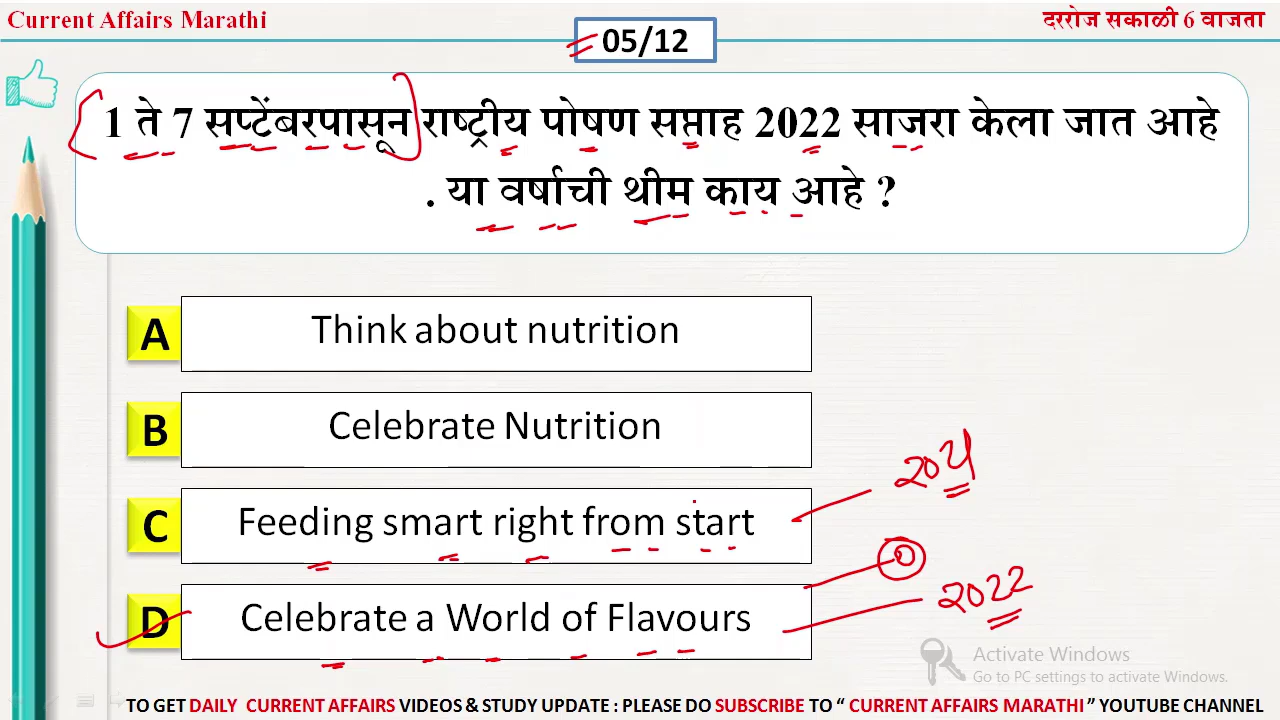 Current Affairs Marathi
दररोज सकाळी 6 वाजता
05/12
1 ते 7 सप्टेंबरपासून राष्ट्रीय पोषण सप्ताह 2022 साजरा केला जात आहे
. या वर्षाची थीम काय आहे ?
A Think about nutrition
B Celebrate Nutrition
C Feeding smart right from start
२०२१
D Celebrate a World of Flavours
2022
Activate Windows
Go to PC settings to activate Windows.
TO GET DAILY CURRENT AFFAIRS VIDEOS & STUDY UPDATE : PLEASE DO SUBSCRIBE TO “ CURRENT AFFAIRS MARATHI ” YOUTUBE CHANNEL